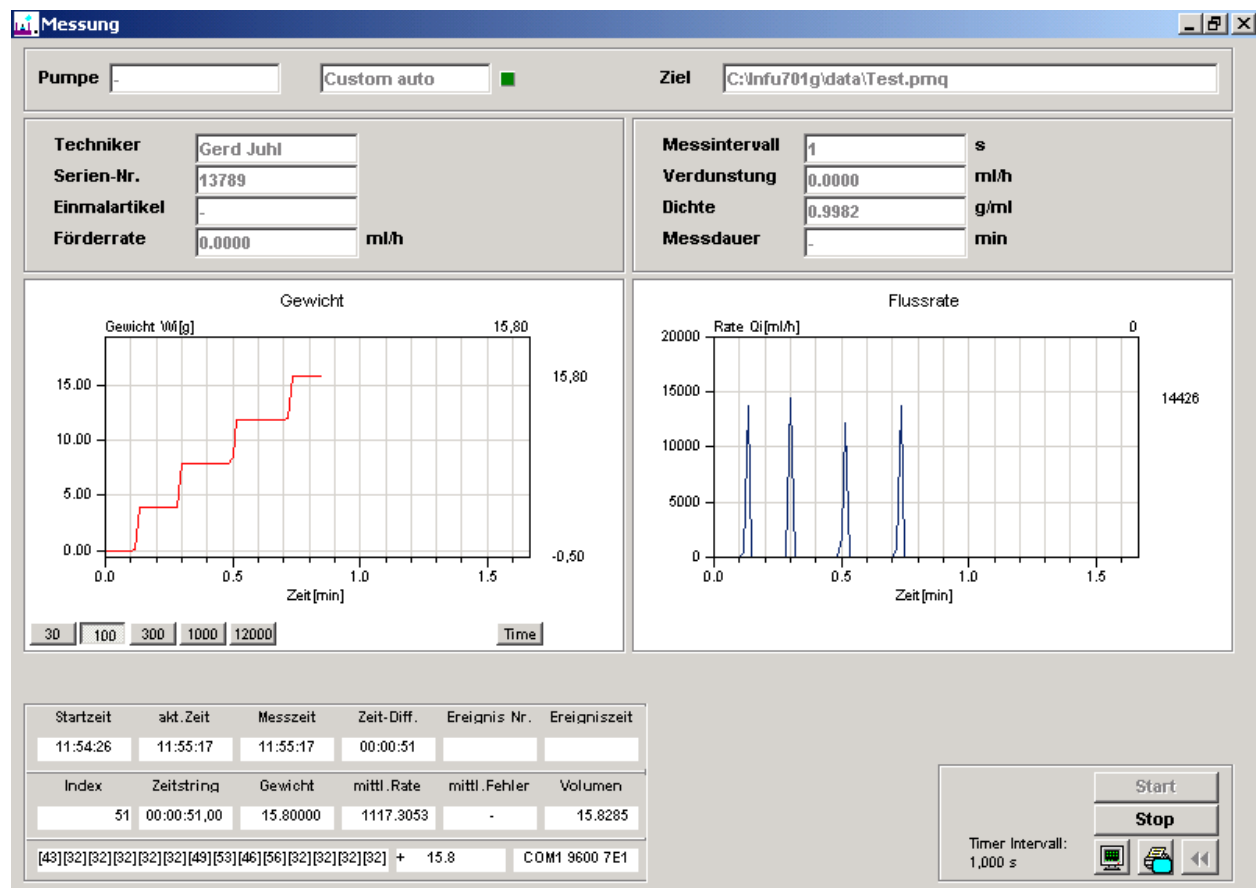 Messung
Pumpe - Custom auto Ziel C:\Infu701g\data\Test.prnq
Techniker Gerd Juhl
Serien-Nr. 13789
Einmalartikel -
Förderrate 0.0000 ml/h
Messintervall 1 s
Verdunstung 0.0000 ml/h
Dichte 0.9982 g/ml
Messdauer - min
Gewicht
Gewicht Wi[g] 15,80
15.00
10.00
5.00
0.00
15,80
-0,50
0.0 0.5 1.0 1.5
Zeit[min]
30 100 300 1000 12000 Time
Flussrate
Rate Qi[ml/h] 0
20000
15000
10000
5000
0
14426
0.0 0.5 1.0 1.5
Zeit[min]
Startzeit akt.Zeit Messzeit Zeit-Diff. Ereignis Nr. Ereigniszeit
11:54:26 11:55:17 11:55:17 00:00:51
Index Zeitstring Gewicht mittl.Rate mittl.Fehler Volumen
51 00:00:51,00 15.80000 1117.3053 - 15.8285
[43][32][32][32][32][32][49][53][46][56][32][32][32][32] + 15.8 COM1 9600 7E1
Start
Stop
Timer Intervall:
1,000 s